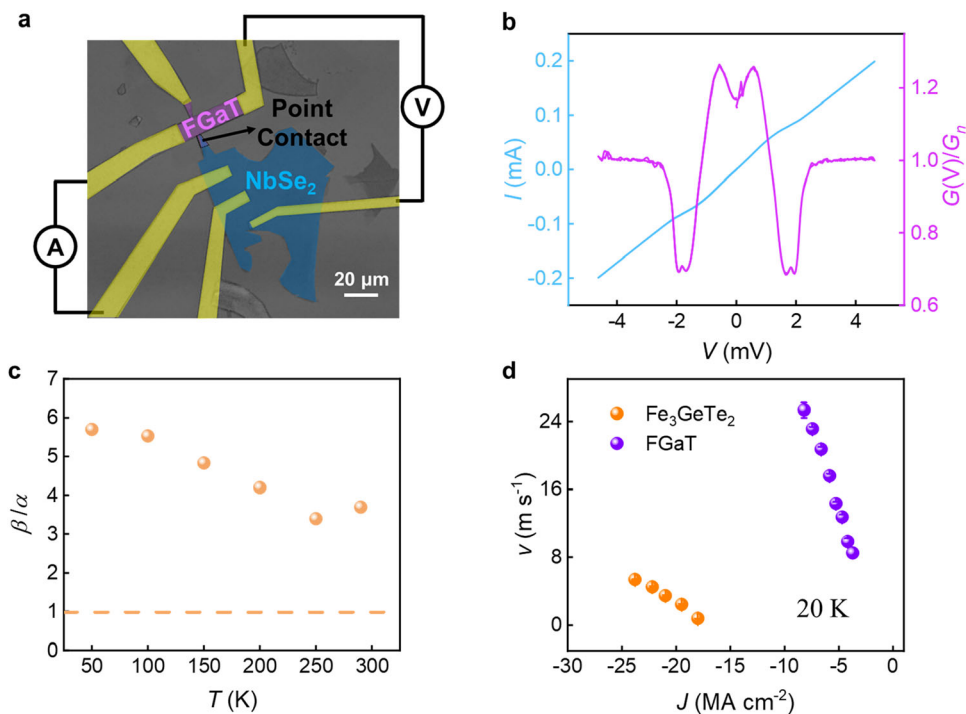 a
FGaT
Point
Contact
NbSe₂
V
A
20 μm
b
I (mA)
0.2
0.1
0.0
-0.1
-0.2
G(V)/Gₙ
1.2
1.0
0.8
0.6
-4 -2 0 2 4
V (mV)
c
β/α
7
6
5
4
3
2
1
0
50 100 150 200 250 300
T (K)
d
Fe₃GeTe₂
FGaT
v (m s⁻¹)
24
16
8
0
20 K
-30 -25 -20 -15 -10 -5 0
J (MA cm⁻²)